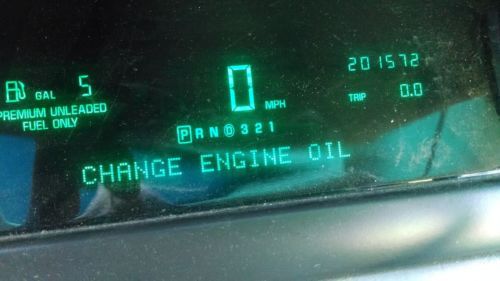 GAL 5
PREMIUM UNLEADED
FUEL ONLY
0 MPH
201572
TRIP 0.0
P R N D 3 2 1
CHANGE ENGINE OIL